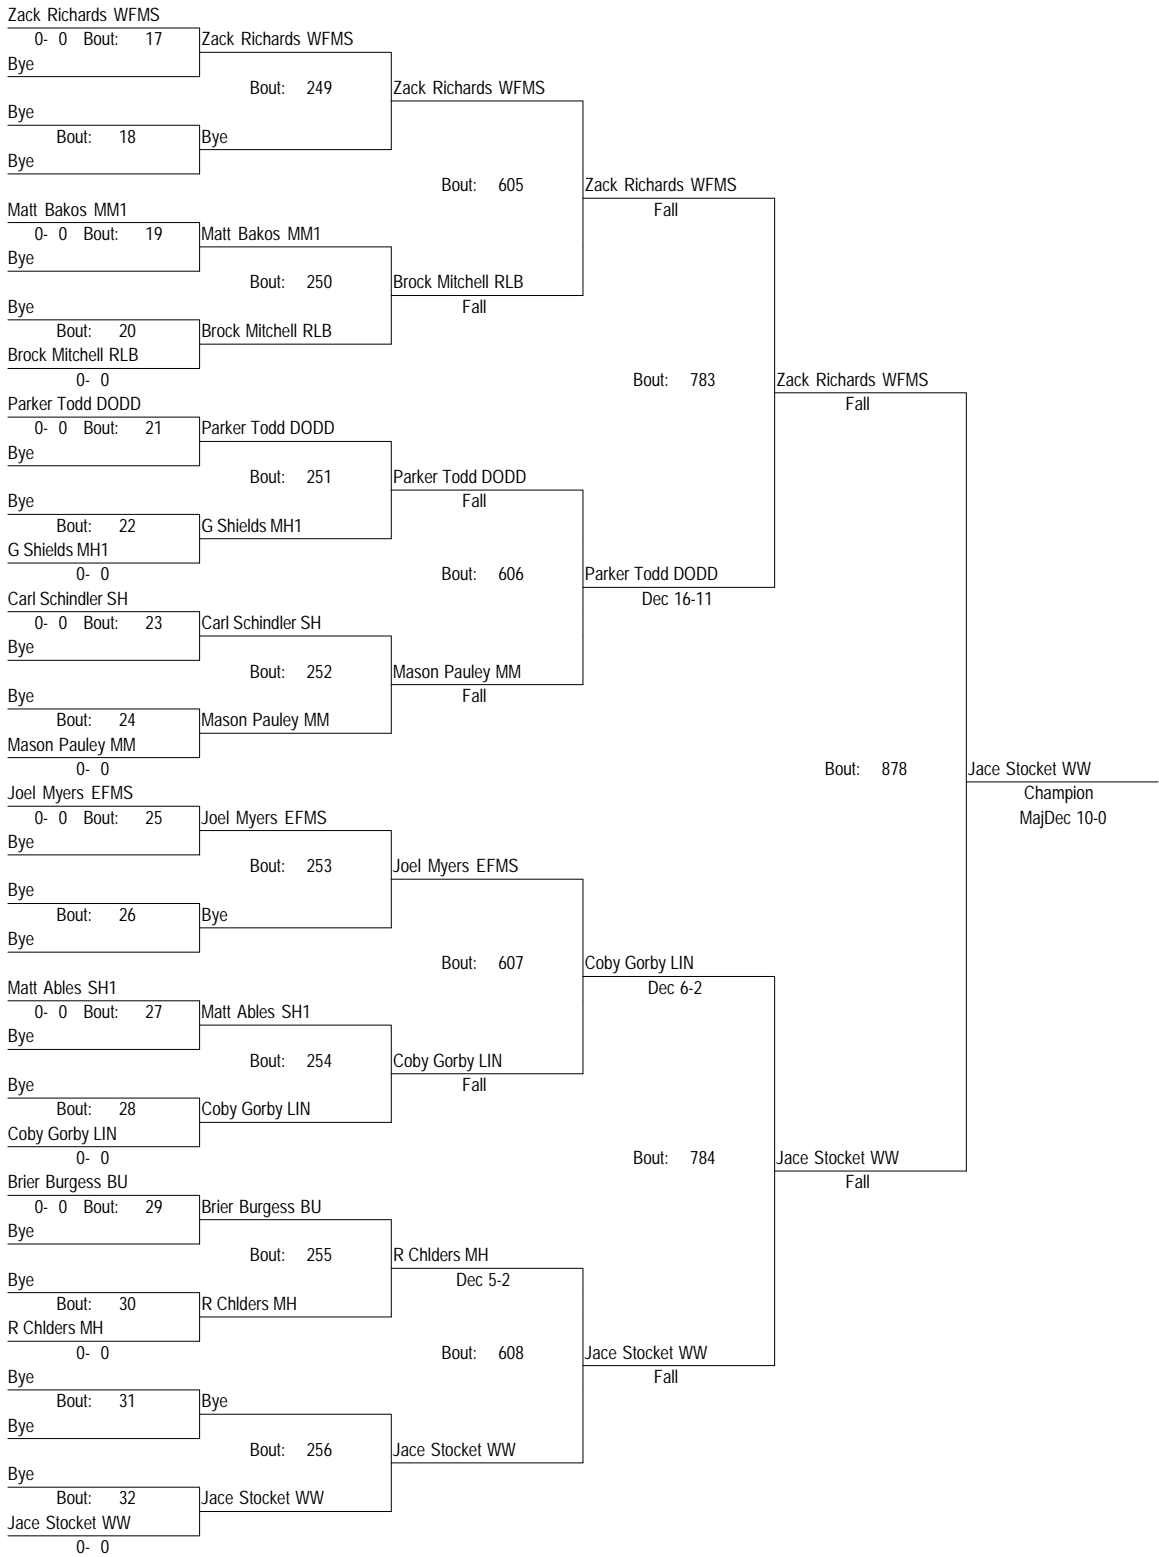 Zack Richards WFMS
0- 0 Bout: 17 Zack Richards WFMS
Bye
Bout: 249 Zack Richards WFMS
Bye
Bout: 18 Bye
Bye
Bout: 605 Zack Richards WFMS
Matt Bakos MM1 Fall
0- 0 Bout: 19 Matt Bakos MM1
Bye
Bout: 250 Brock Mitchell RLB
Bye Fall
Bout: 20 Brock Mitchell RLB
Brock Mitchell RLB
0- 0 Bout: 783 Zack Richards WFMS
Parker Todd DODD Fall
0- 0 Bout: 21 Parker Todd DODD
Bye
Bout: 251 Parker Todd DODD
Bye Fall
Bout: 22 G Shields MH1
G Shields MH1
0- 0 Bout: 606 Parker Todd DODD
Carl Schindler SH Dec 16-11
0- 0 Bout: 23 Carl Schindler SH
Bye
Bout: 252 Mason Pauley MM
Bye Fall
Bout: 24 Mason Pauley MM
Mason Pauley MM
0- 0 Bout: 878 Jace Stocket WW
Joel Myers EFMS Champion
0- 0 Bout: 25 Joel Myers EFMS MajDec 10-0
Bye
Bout: 253 Joel Myers EFMS
Bye
Bout: 26 Bye
Bye
Bout: 607 Coby Gorby LIN
Matt Ables SH1 Dec 6-2
0- 0 Bout: 27 Matt Ables SH1
Bye
Bout: 254 Coby Gorby LIN
Bye Fall
Bout: 28 Coby Gorby LIN
Coby Gorby LIN
0- 0 Bout: 784 Jace Stocket WW
Brier Burgess BU Fall
0- 0 Bout: 29 Brier Burgess BU
Bye
Bout: 255 R Chlders MH
Bye Dec 5-2
Bout: 30 R Chlders MH
R Chlders MH
0- 0 Bout: 608 Jace Stocket WW
Bye Fall
Bout: 31 Bye
Bye
Bout: 256 Jace Stocket WW
Bye
Bout: 32 Jace Stocket WW
Jace Stocket WW
0- 0